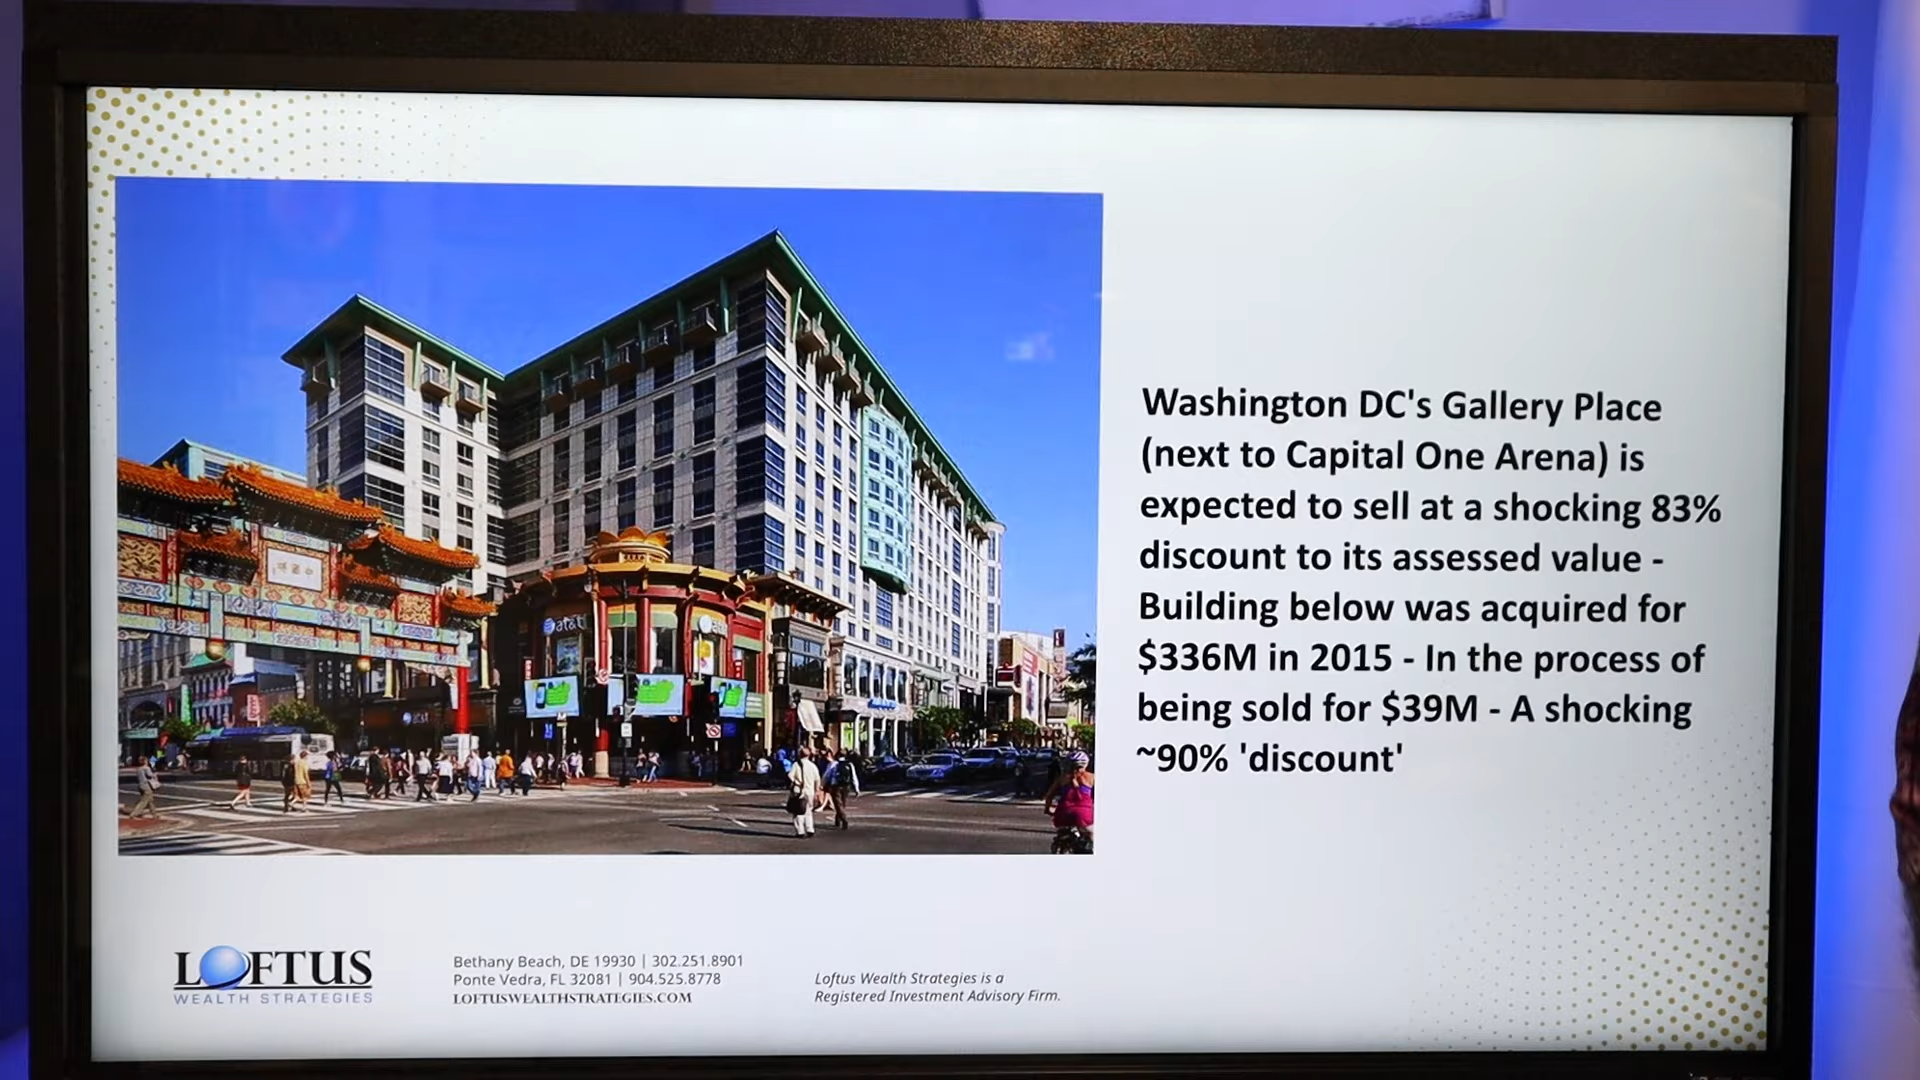 Washington DC's Gallery Place
(next to Capital One Arena) is
expected to sell at a shocking 83%
discount to its assessed value -
Building below was acquired for
$336M in 2015 - In the process of
being sold for $39M - A shocking
~90% 'discount'
at&t
at&t
LOFTUS
WEALTH STRATEGIES
Bethany Beach, DE 19930 | 302.251.8901
Ponte Vedra, FL 32081 | 904.525.8778
LOFTUSWEALTHSTRATEGIES.COM
Loftus Wealth Strategies is a
Registered Investment Advisory Firm.